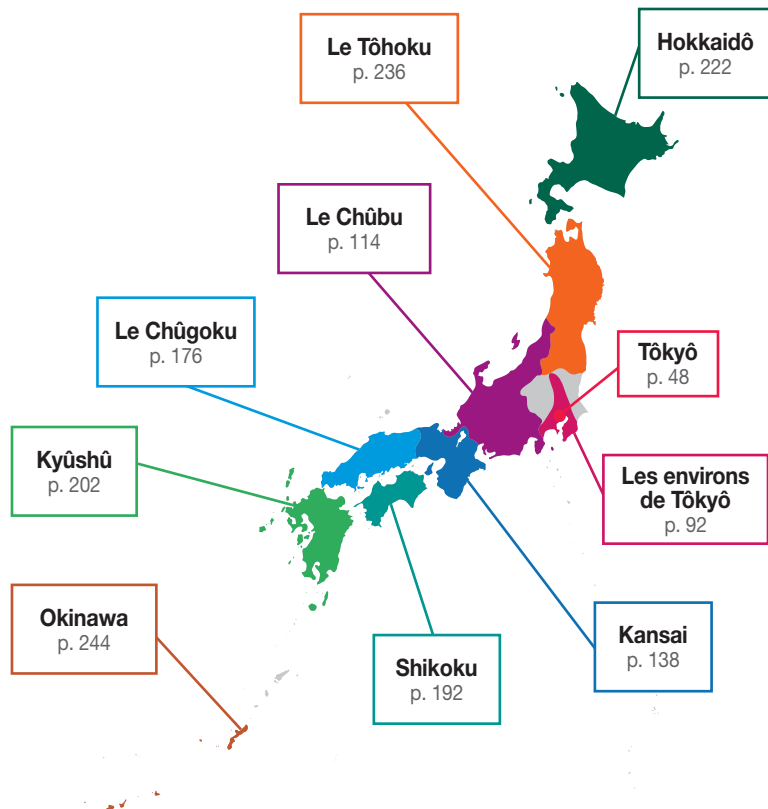 Le Tôhoku
p. 236
Hokkaidô
p. 222
Le Chûbu
p. 114
Le Chûgoku
p. 176
Tôkyô
p. 48
Kyûshû
p. 202
Les environs
de Tôkyô
p. 92
Okinawa
p. 244
Shikoku
p. 192
Kansai
p. 138